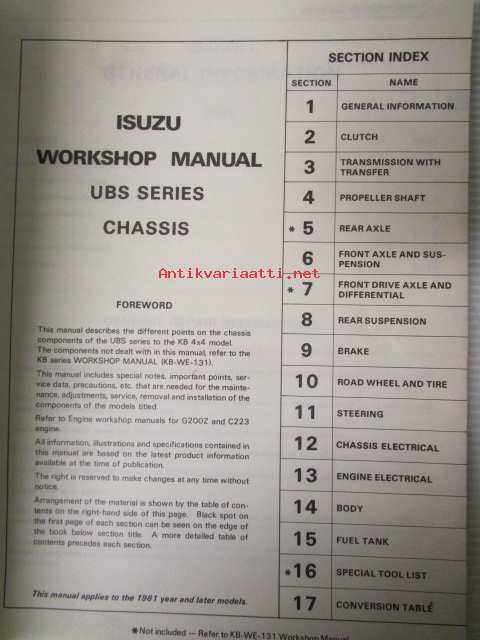 ISUZU
WORKSHOP MANUAL
UBS SERIES
CHASSIS
FOREWORD
This manual describes the different points on the chassis
components of the UBS series to the KB 4x4 model.
The components not dealt with in this manual, refer to the
KB series WORKSHOP MANUAL (KB-WE-131).
This manual includes special notes, important points, ser-
vice data, precautions, etc. that are needed for the mainte-
nance, adjustments, service, removal and installation of the
components of the models titled.
Refer to Engine workshop manuals for G200Z and C223
engine.
All information, illustrations and specifications contained in
this manual are based on the latest product information
available at the time of publication.
The right is reserved to make changes at any time without
notice.
Arrangement of the material is shown by the table of con-
tents on the right-hand side of this page. Black spot on
the first page of each section can be seen on the edge of
the book below section title. A more detailed table of
contents precedes each section.
This manual applies to the 1981 year and later models.
SECTION INDEX
SECTION NAME
1 GENERAL INFORMATION
2 CLUTCH
3 TRANSMISSION WITH
TRANSFER
4 PROPELLER SHAFT
* 5 REAR AXLE
6 FRONT AXLE AND SUS-
PENSION
* 7 FRONT DRIVE AXLE AND
DIFFERENTIAL
8 REAR SUSPENSION
9 BRAKE
10 ROAD WHEEL AND TIRE
11 STEERING
12 CHASSIS ELECTRICAL
13 ENGINE ELECTRICAL
14 BODY
15 FUEL TANK
*16 SPECIAL TOOL LIST
17 CONVERSION TABLE
* Not included — Refer to KB-WE-131 Workshop Manual
Antikvariaatti.net